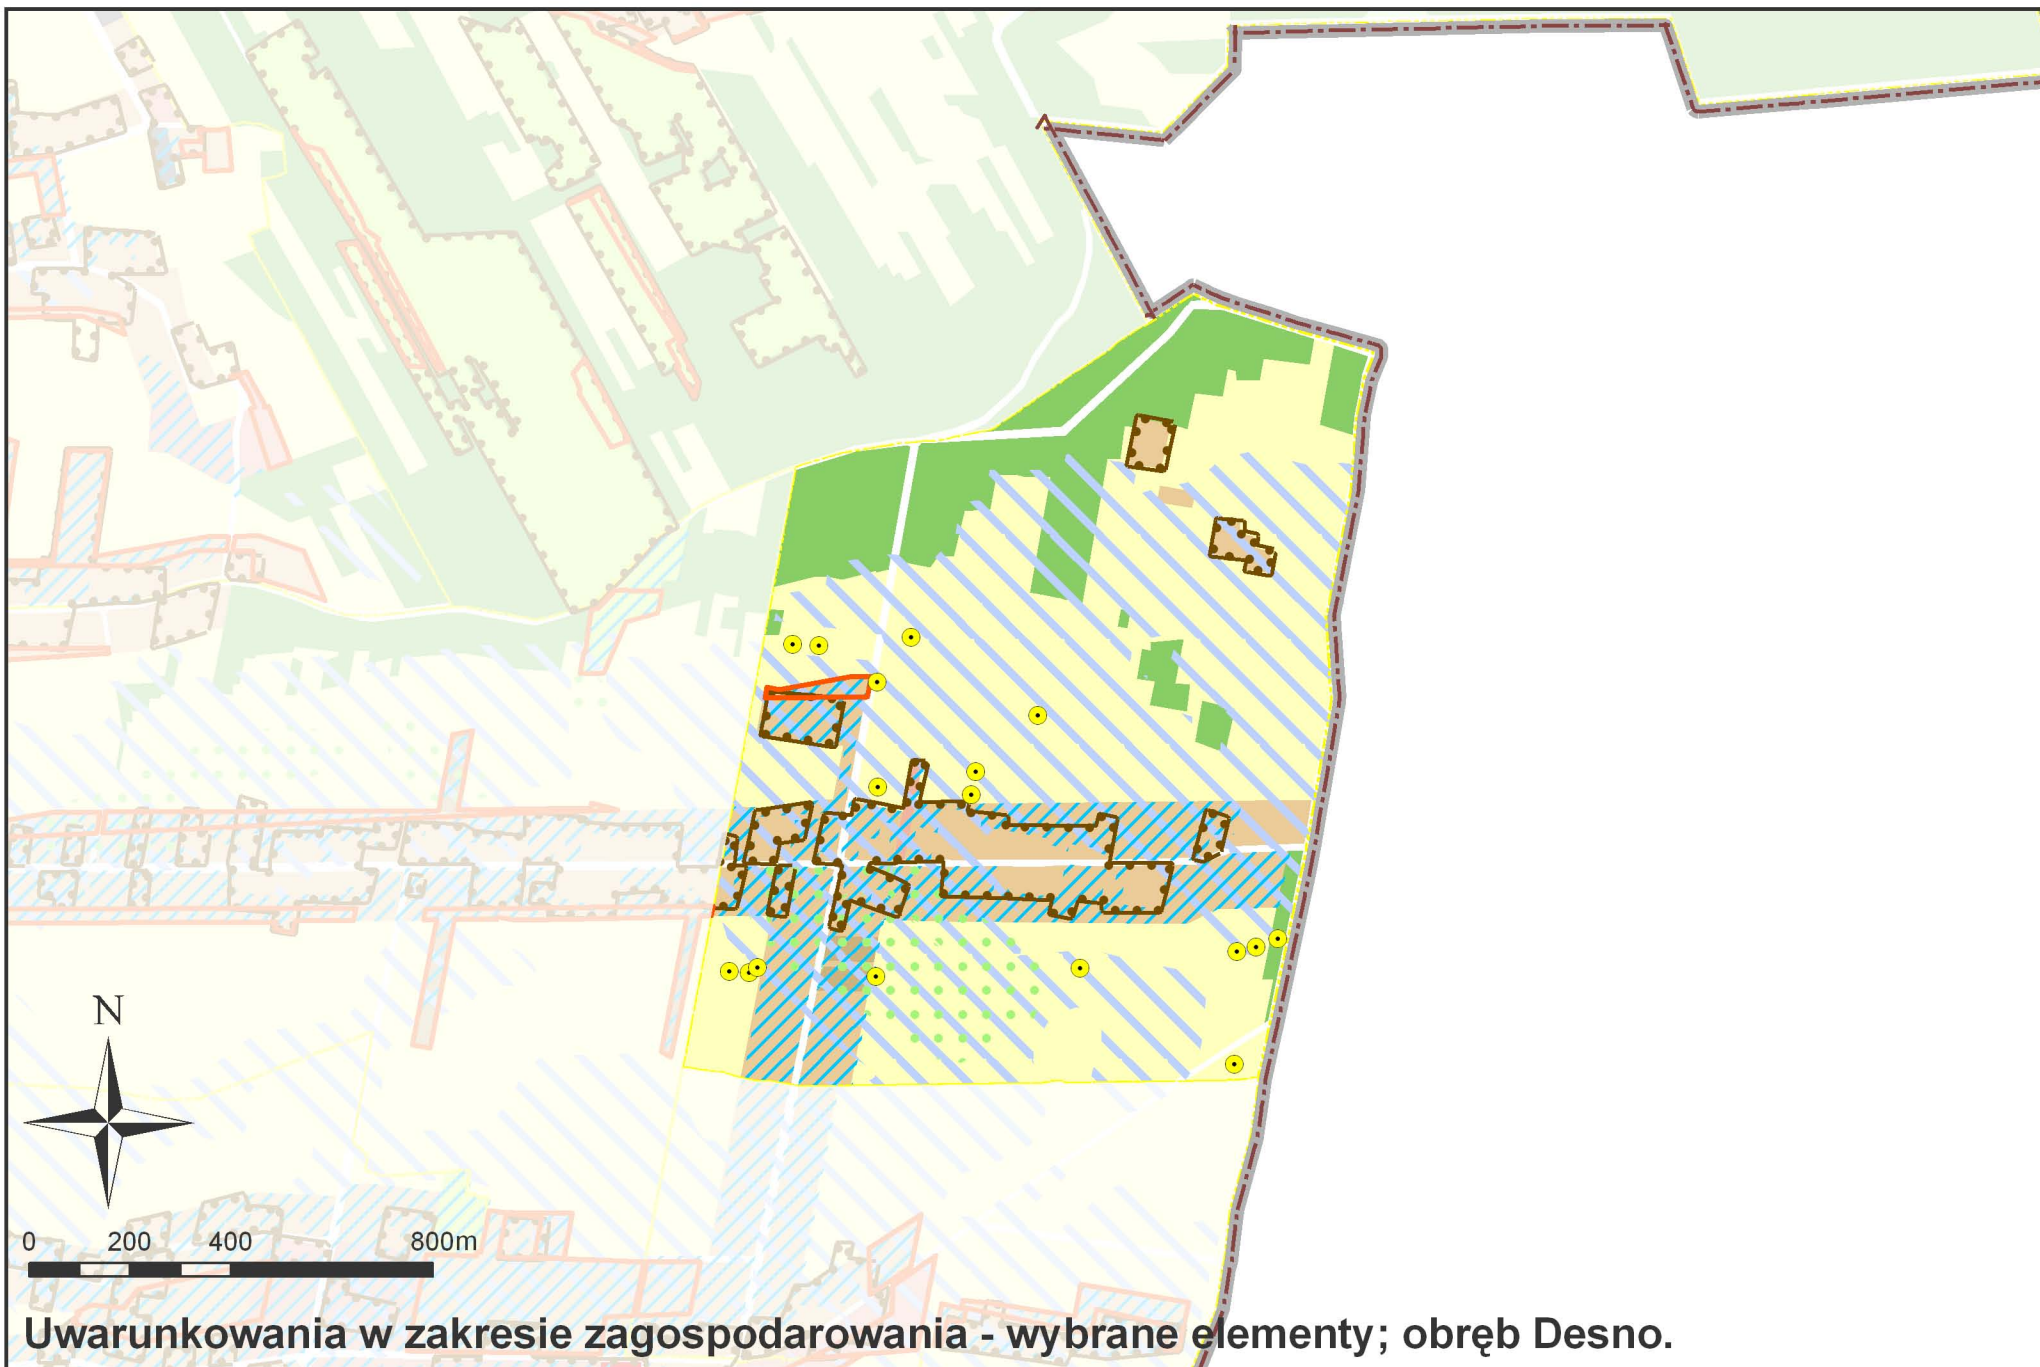 N
0 200 400 800m
Uwarunkowania w zakresie zagospodarowania - wybrane elementy; obręb Desno.